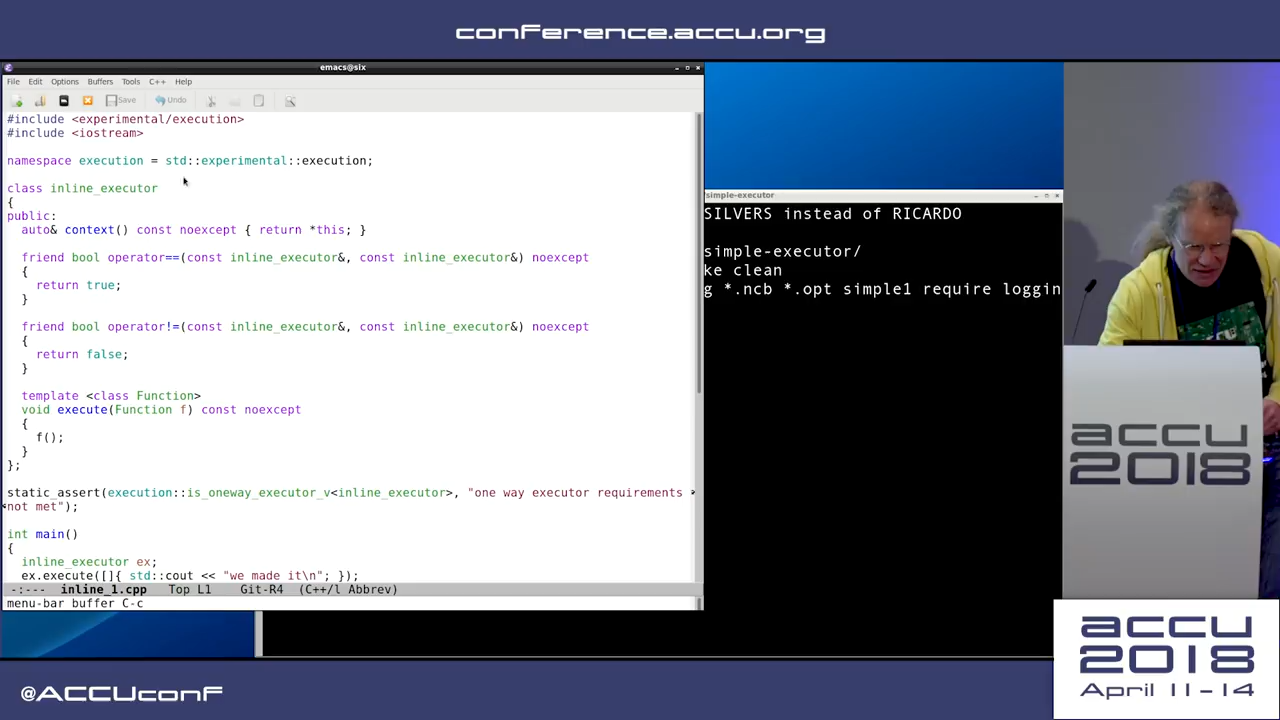 conference.accu.org
emacs@six
File Edit Options Buffers Tools C++ Help
Save Undo
#include <experimental/execution>
#include <iostream>
namespace execution = std::experimental::execution;
class inline_executor
{
public:
auto& context() const noexcept { return *this; }
friend bool operator==(const inline_executor&, const inline_executor&) noexcept
{
return true;
}
friend bool operator!=(const inline_executor&, const inline_executor&) noexcept
{
return false;
}
template <class Function>
void execute(Function f) const noexcept
{
f();
}
};
static_assert(execution::is_oneway_executor_v<inline_executor>, "one way executor requirements
not met");
int main()
{
inline_executor ex;
ex.execute([]{ std::cout << "we made it\n"; });
-:--- inline_1.cpp Top L1 Git-R4 (C++/l Abbrev)
menu-bar buffer C-c
/simple-executor
SILVERS instead of RICARDO
simple-executor/
ke clean
g *.ncb *.opt simple1 require loggin
accu
2018
@ACCUconf
accu
2018
April 11-14